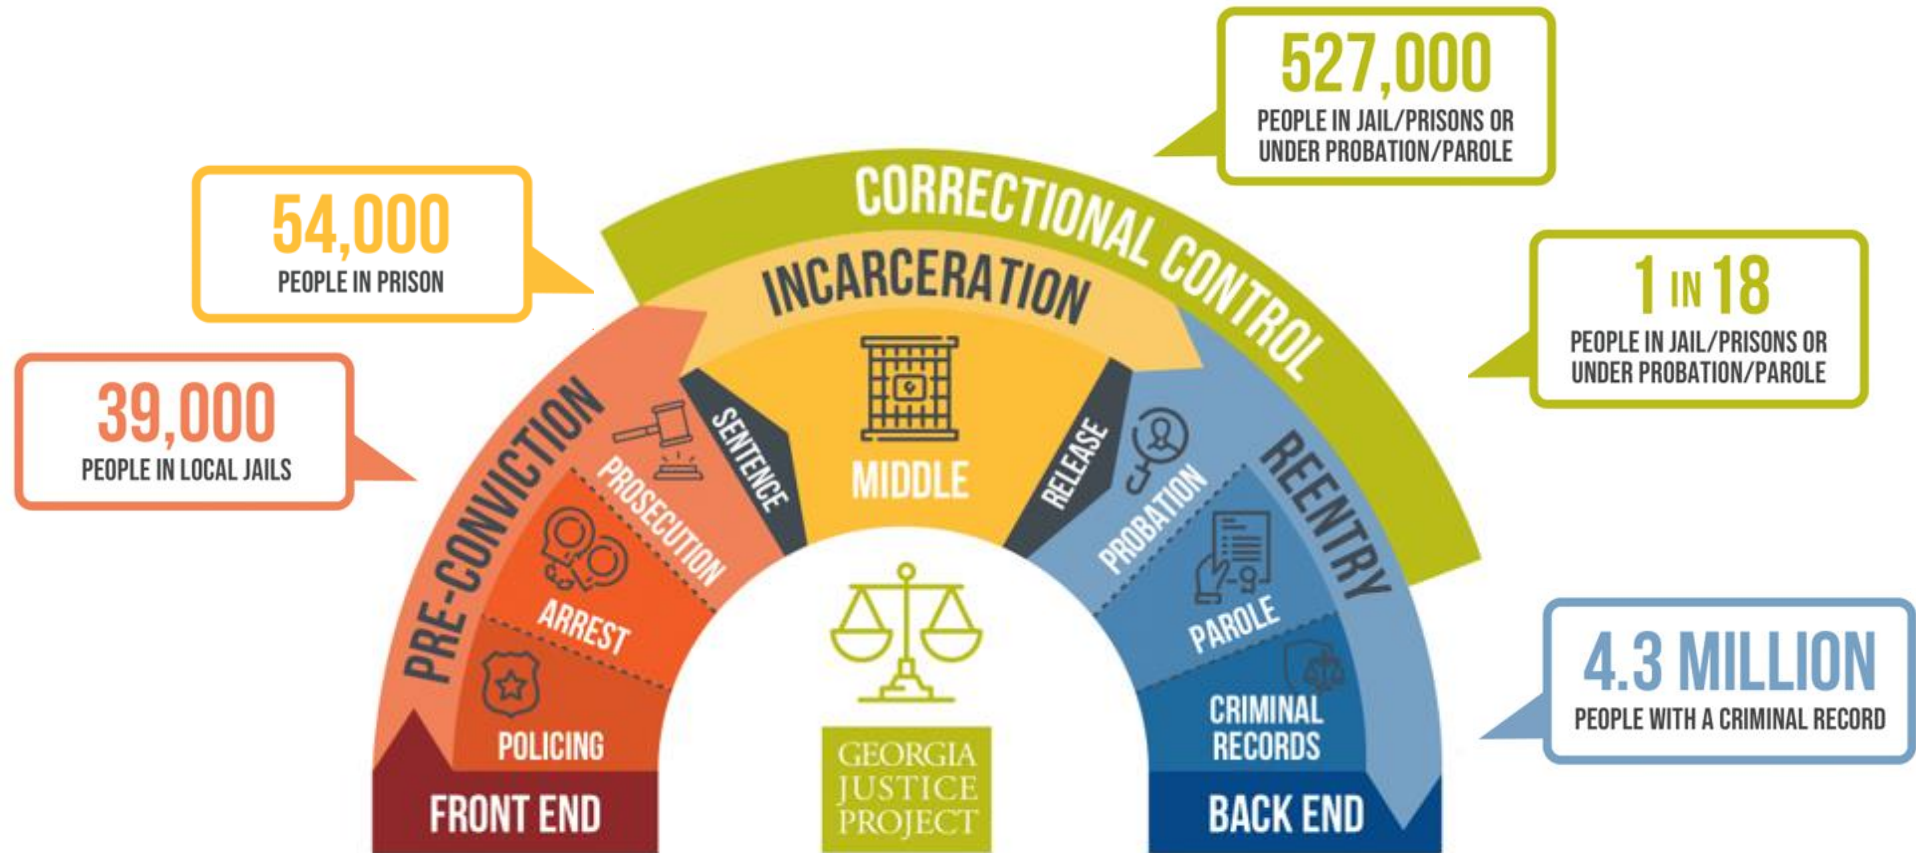 527,000
PEOPLE IN JAIL/PRISONS OR
UNDER PROBATION/PAROLE
54,000
PEOPLE IN PRISON
1 IN 18
PEOPLE IN JAIL/PRISONS OR
UNDER PROBATION/PAROLE
39,000
PEOPLE IN LOCAL JAILS
4.3 MILLION
PEOPLE WITH A CRIMINAL RECORD
CORRECTIONAL CONTROL
INCARCERATION
PRE-CONVICTION
REENTRY
FRONT END
POLICING
ARREST
PROSECUTION
SENTENCE
MIDDLE
RELEASE
PROBATION
PAROLE
CRIMINAL
RECORDS
BACK END
GEORGIA
JUSTICE
PROJECT